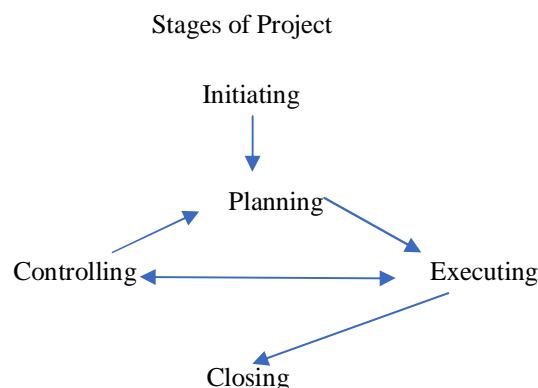 Stages of Project
Initiating
Planning
Controlling
Executing
Closing